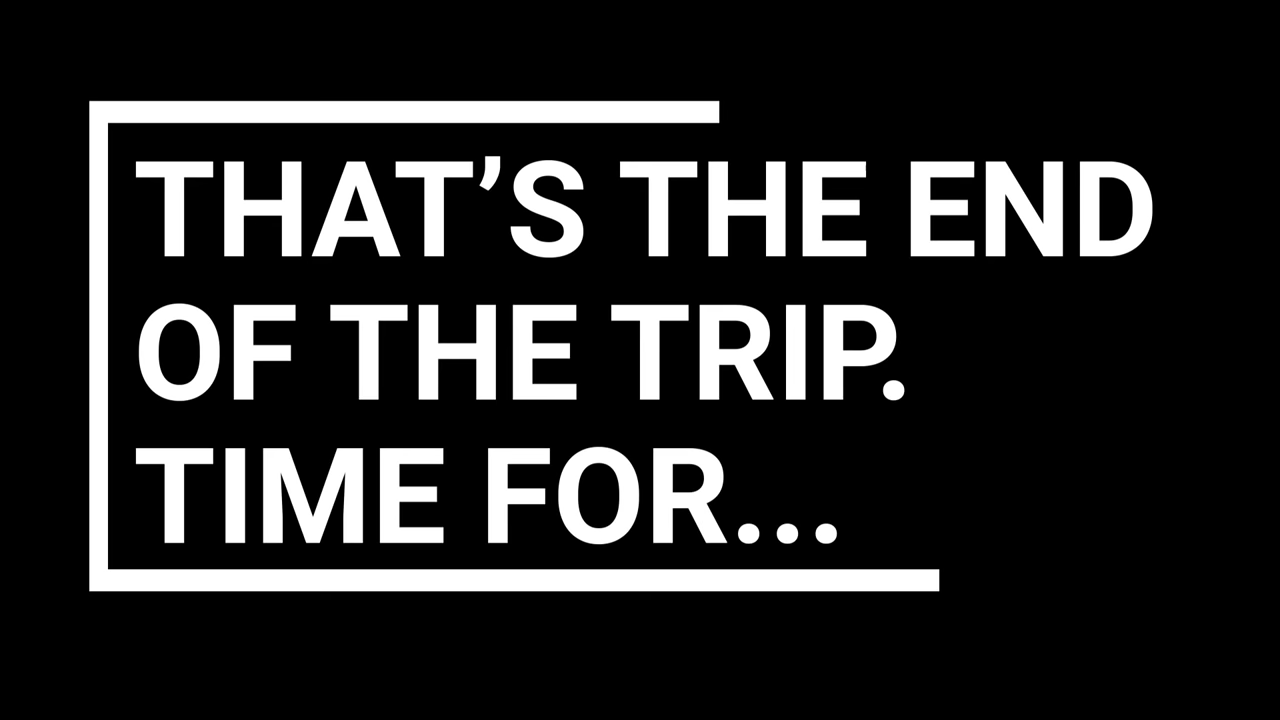 THAT’S THE END
OF THE TRIP.
TIME FOR...